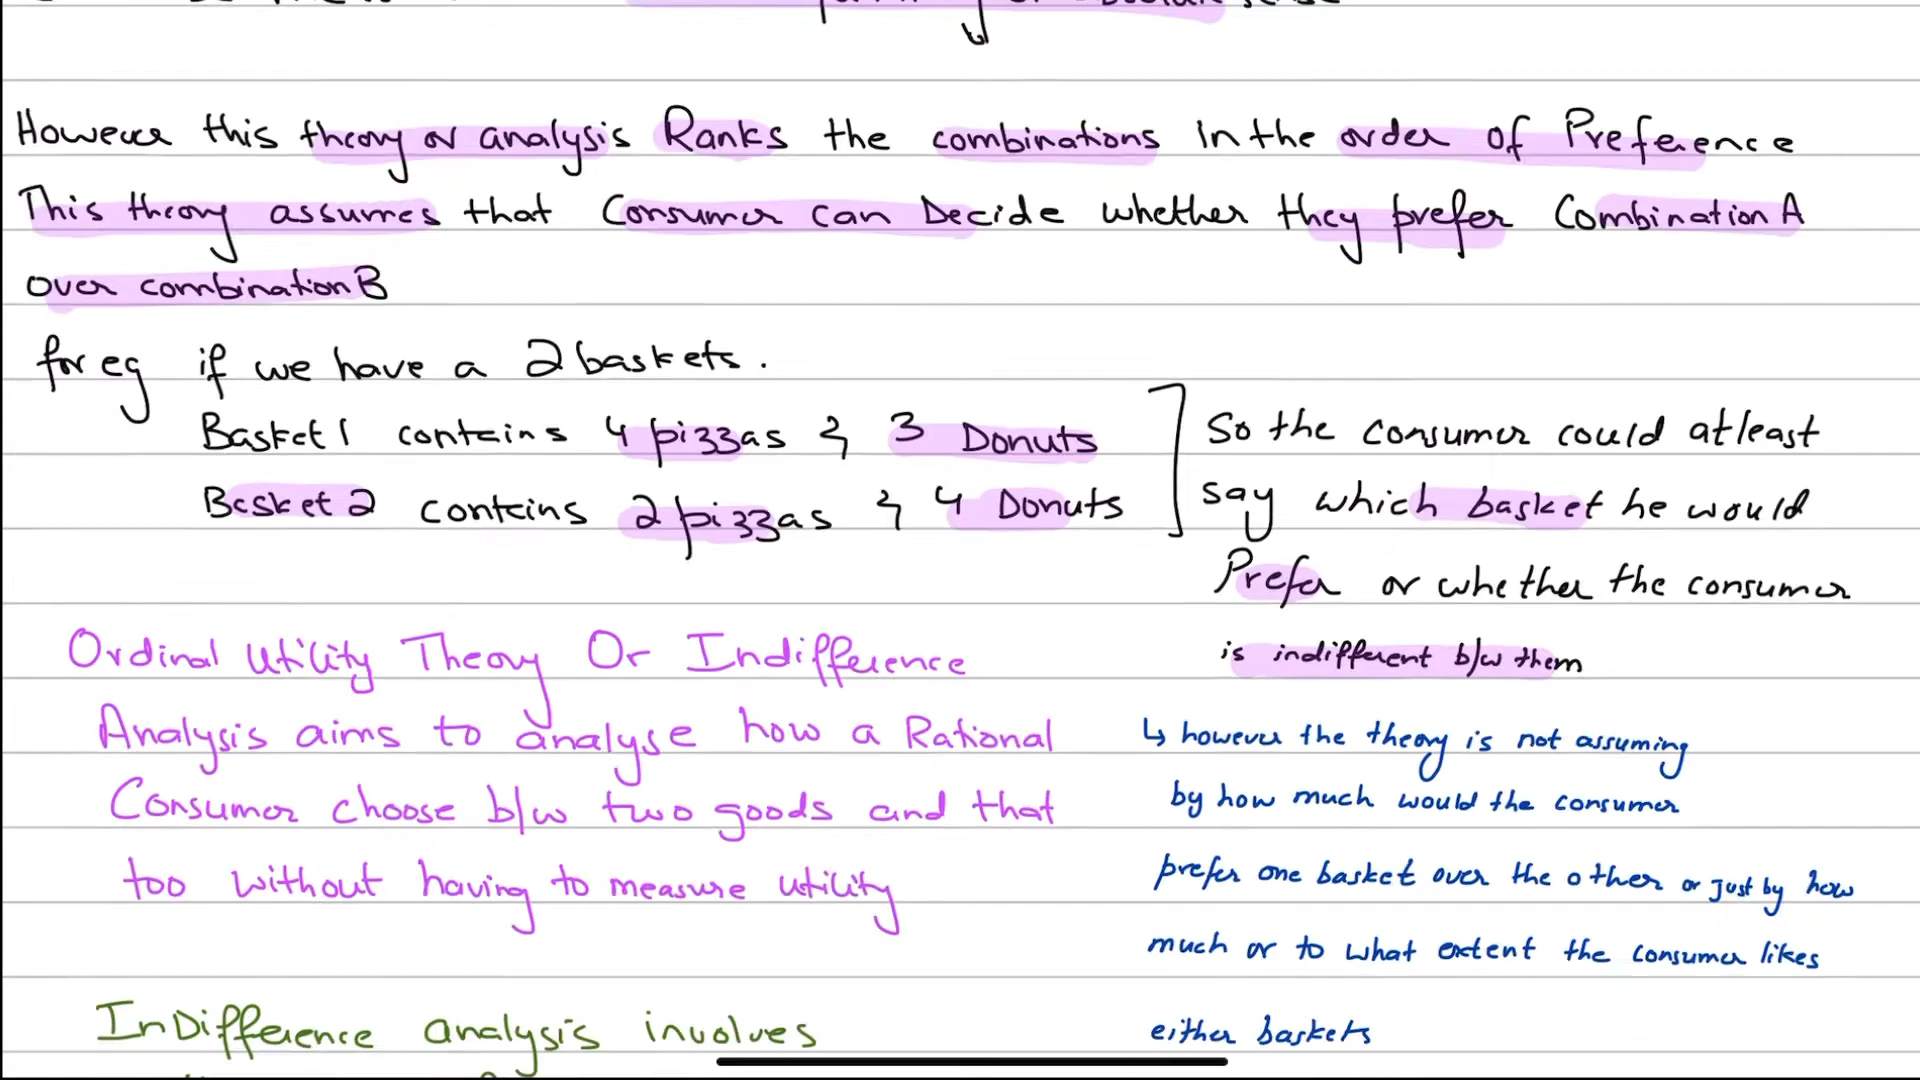 However this theory or analysis Ranks the combinations In the order of Preference
This theory assumes that Consumer can Decide whether they prefer Combination A
over combination B
for eg if we have a 2 baskets.
Basket 1 contains 4 pizzas & 3 Donuts
Basket 2 contains 2 pizzas & 4 Donuts
So the consumer could atleast
say which basket he would
Prefer or whether the consumer
is indifferent b/w them
Ordinal Utility Theory Or Indifference
Analysis aims to analyse how a Rational
Consumer choose b/w two goods and that
too without having to measure utility
↳ however the theory is not assuming
by how much would the consumer
prefer one basket over the other or just by how
much or to what extent the consumer likes
either baskets
InDifference analysis involves